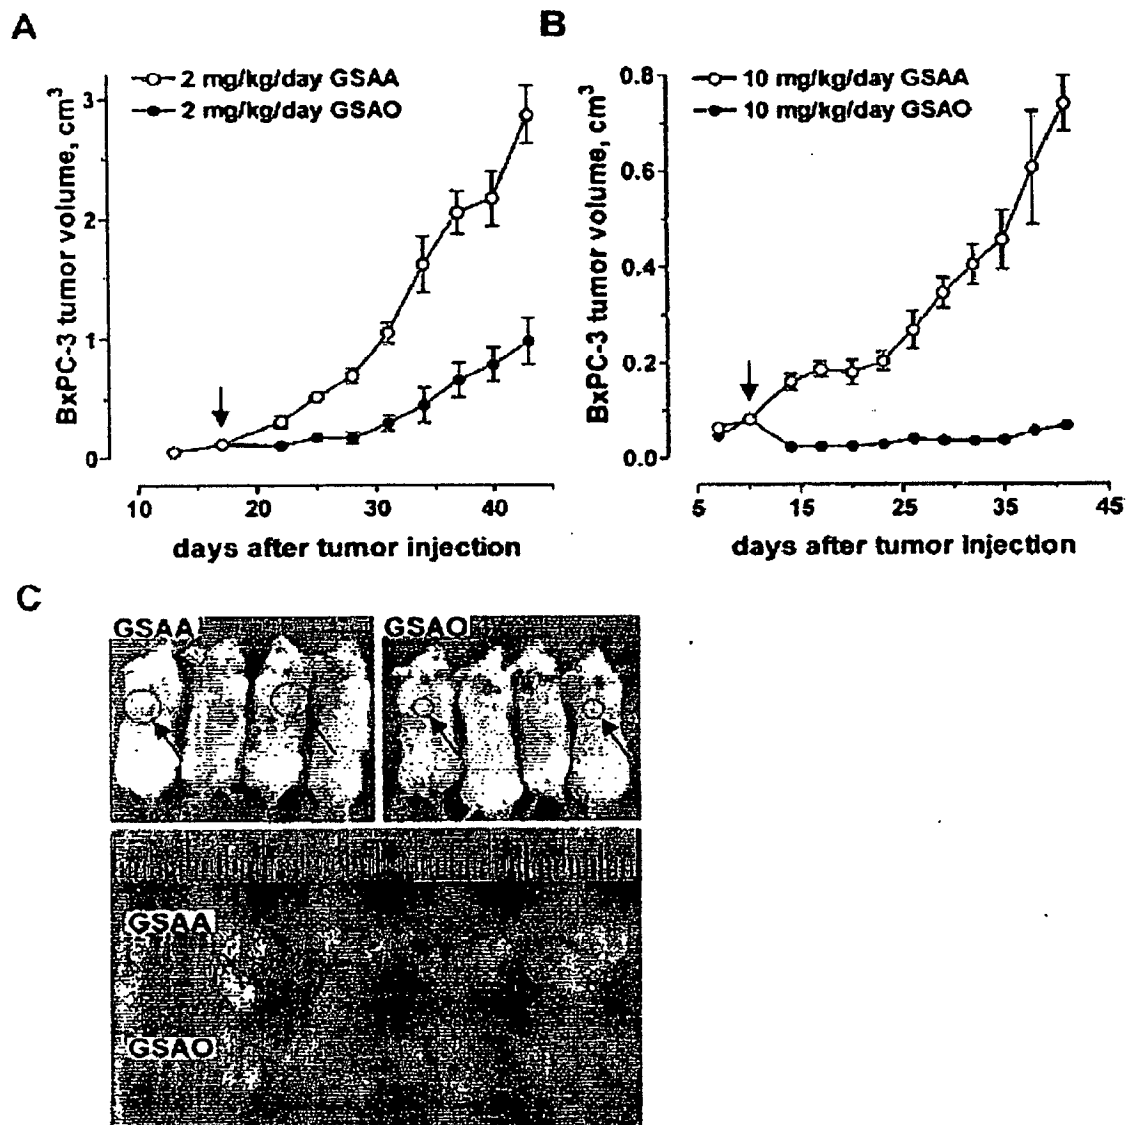 A
2 mg/kg/day GSAA
2 mg/kg/day GSAO
BxPC-3 tumor volume, cm3
3
2
1
0
10 20 30 40
days after tumor injection
B
10 mg/kg/day GSAA
10 mg/kg/day GSAO
BxPC-3 tumor volume, cm3
0.8
0.6
0.4
0.2
0.0
5 15 25 35 45
days after tumor injection
C
GSAA
GSAO
GSAA
GSAO